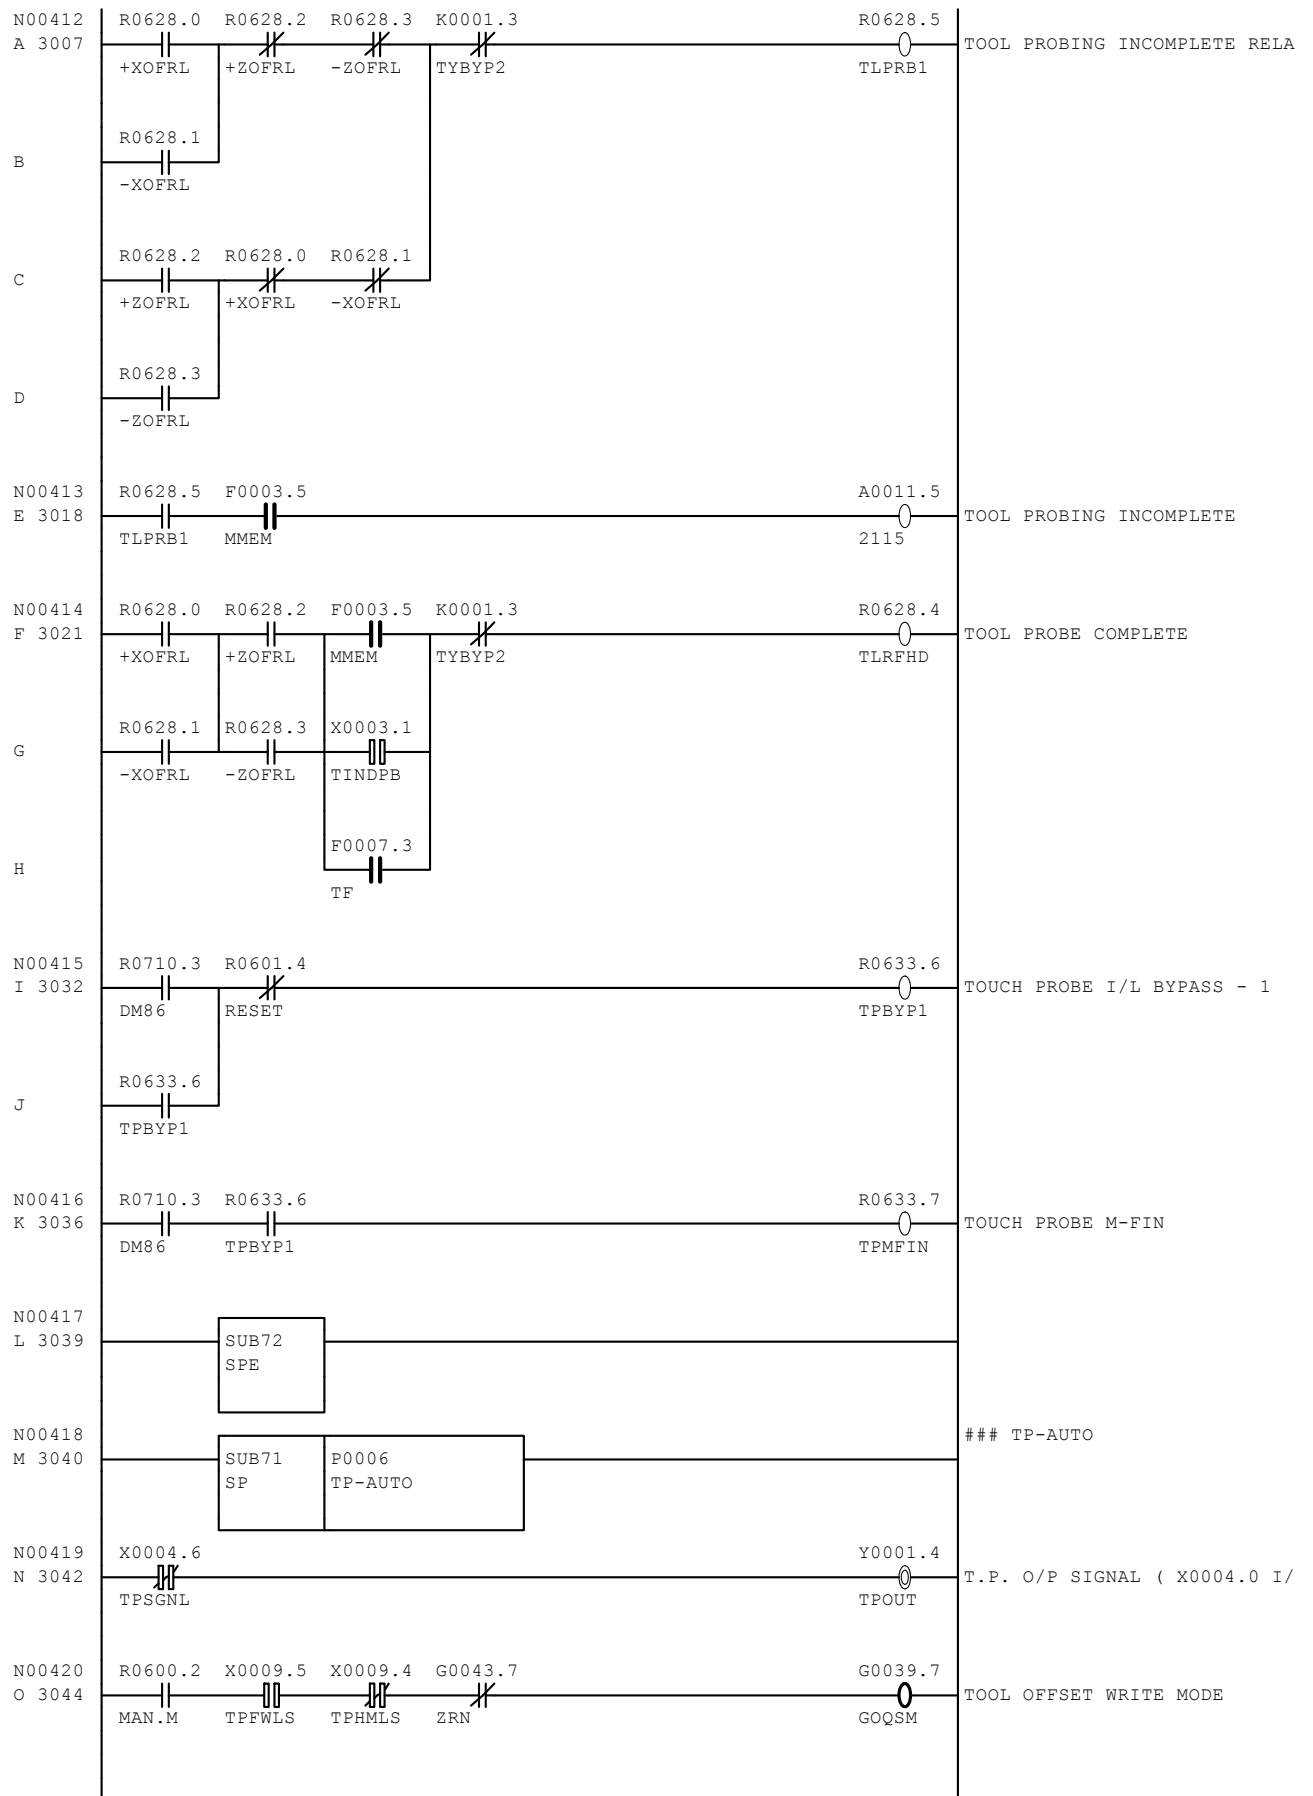 N00412 R0628.0 R0628.2 R0628.3 K0001.3 R0628.5
A 3007 TOOL PROBING INCOMPLETE RELA
+XOFRL +ZOFRL -ZOFRL TYBYP2 TLPRB1
R0628.1
B
-XOFRL
R0628.2 R0628.0 R0628.1
C
+ZOFRL +XOFRL -XOFRL
R0628.3
D
-ZOFRL
N00413 R0628.5 F0003.5 A0011.5
E 3018 TOOL PROBING INCOMPLETE
TLPRB1 MMEM 2115
N00414 R0628.0 R0628.2 F0003.5 K0001.3 R0628.4
F 3021 TOOL PROBE COMPLETE
+XOFRL +ZOFRL MMEM TYBYP2 TLRFHD
R0628.1 R0628.3 X0003.1
G
-XOFRL -ZOFRL TINDPB
F0007.3
H
TF
N00415 R0710.3 R0601.4 R0633.6
I 3032 TOUCH PROBE I/L BYPASS - 1
DM86 RESET TPBYP1
R0633.6
J
TPBYP1
N00416 R0710.3 R0633.6 R0633.7
K 3036 TOUCH PROBE M-FIN
DM86 TPBYP1 TPMFIN
N00417
L 3039 SUB72
SPE
N00418 ### TP-AUTO
M 3040 SUB71 P0006
SP TP-AUTO
N00419 X0004.6 Y0001.4
N 3042 T.P. O/P SIGNAL ( X0004.0 I/
TPSGNL TPOUT
N00420 R0600.2 X0009.5 X0009.4 G0043.7 G0039.7
O 3044 TOOL OFFSET WRITE MODE
MAN.M TPFWLS TPHMLS ZRN GOQSM